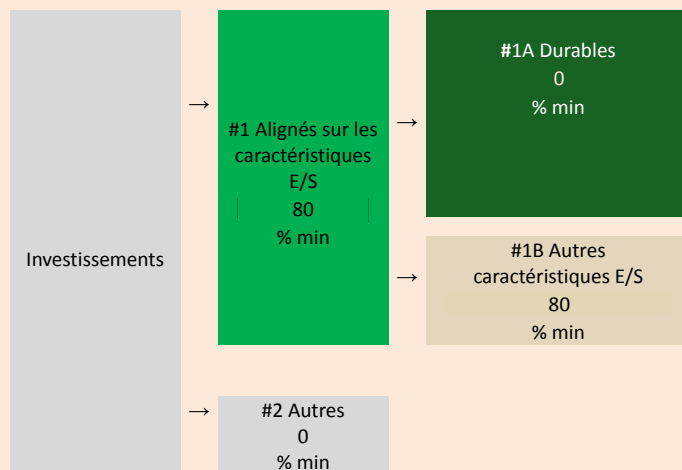 Investissements
→
#1 Alignés sur les
caractéristiques
E/S
80
% min
→
#1A Durables
0
% min
→
#1B Autres
caractéristiques E/S
80
% min
→
#2 Autres
0
% min